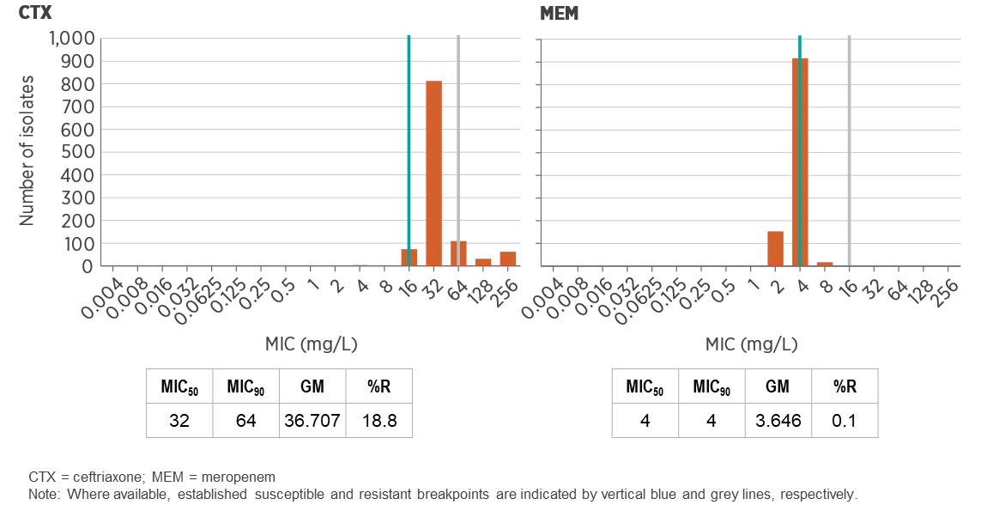 CTX
MEM
Number of isolates
1,000
900
800
700
600
500
400
300
200
100
0
0.004 0.008 0.016 0.032 0.0625 0.125 0.25 0.5 1 2 4 8 16 32 64 128 256
0.004 0.008 0.016 0.032 0.0625 0.125 0.25 0.5 1 2 4 8 16 32 64 128 256
MIC (mg/L)
MIC (mg/L)
MIC50 MIC90 GM %R
32 64 36.707 18.8
MIC50 MIC90 GM %R
4 4 3.646 0.1
CTX = ceftriaxone; MEM = meropenem
Note: Where available, established susceptible and resistant breakpoints are indicated by vertical blue and grey lines, respectively.